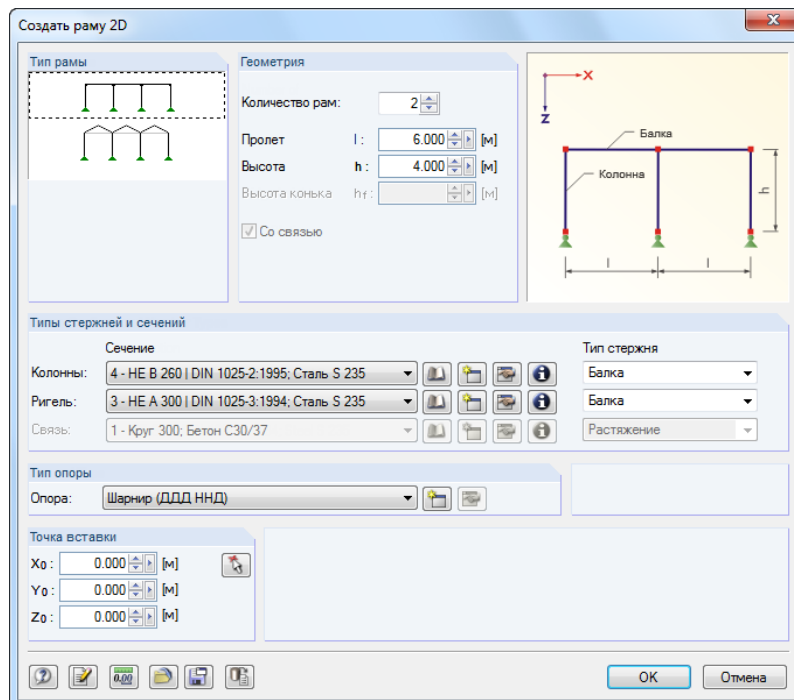 Создать раму 2D
Тип рамы
Геометрия
Количество рам: 2
Пролет l : 6.000 [м]
Высота h : 4.000 [м]
Высота конька hf : [м]
Со связью
X
Z
Балка
Колонна
h
l l
Типы стержней и сечений
Сечение Тип стержня
Колонны: 4 - HE B 260 | DIN 1025-2:1995; Сталь S 235 Балка
Ригель: 3 - HE A 300 | DIN 1025-3:1994; Сталь S 235 Балка
Связь: 1 - Круг 300; Бетон C30/37 Растяжение
Тип опоры
Опора: Шарнир (ДДД ННД)
Точка вставки
X0 : 0.000 [м]
Y0 : 0.000 [м]
Z0 : 0.000 [м]
0.00
OK Отмена